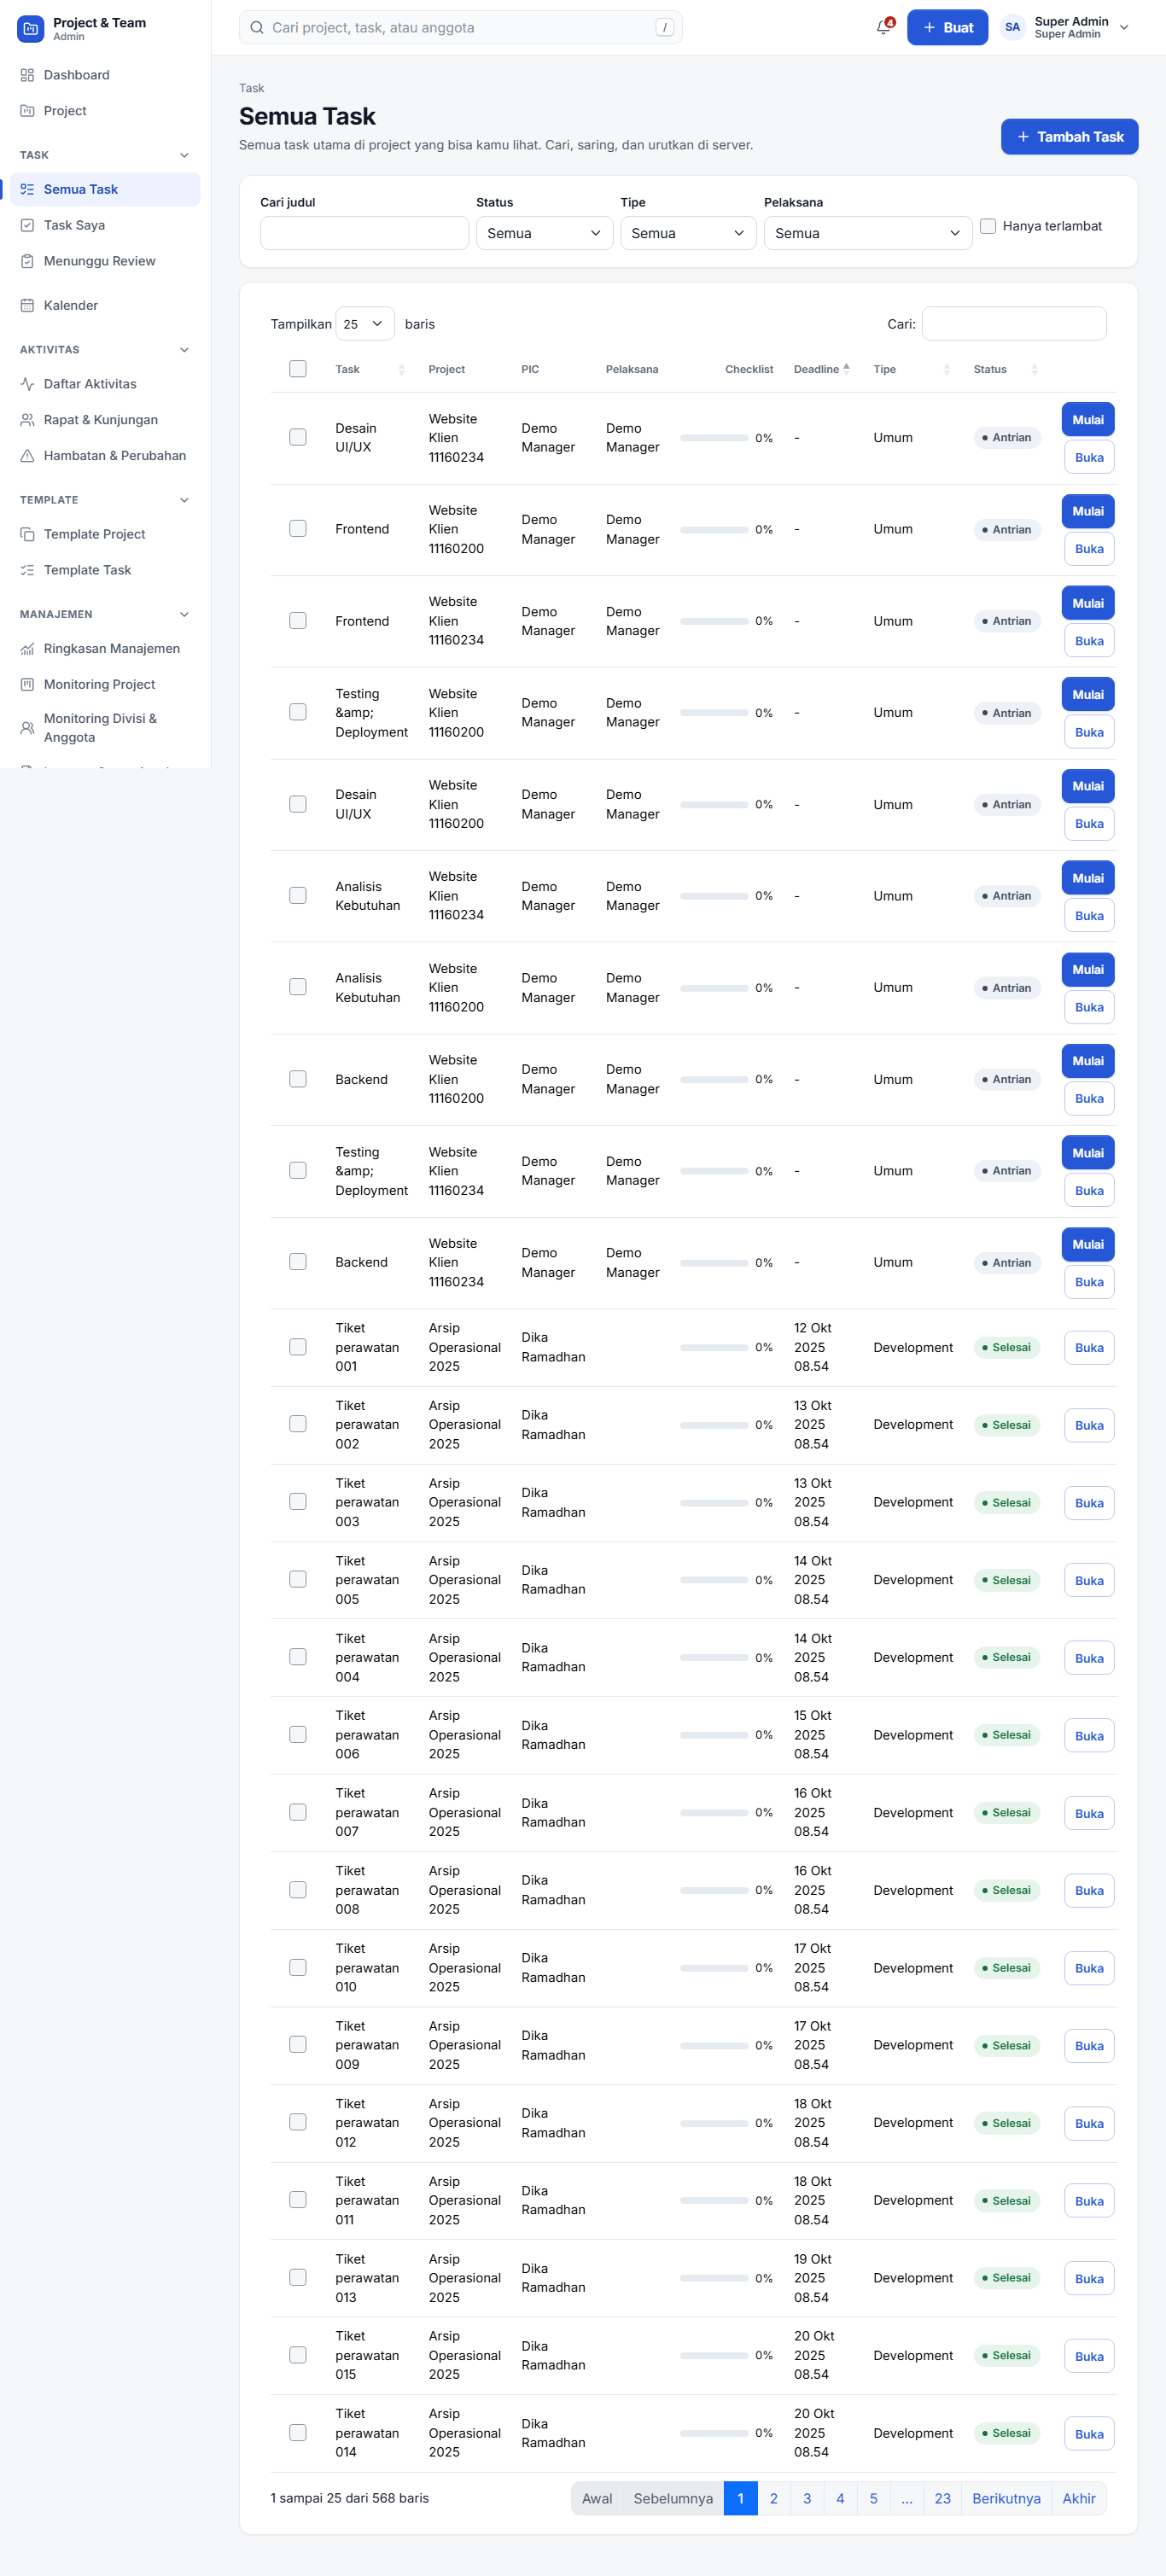 Project & Team
Admin
Dashboard
Project
TASK
Semua Task
Task Saya
Menunggu Review
Kalender
AKTIVITAS
Daftar Aktivitas
Rapat & Kunjungan
Hambatan & Perubahan
TEMPLATE
Template Project
Template Task
MANAJEMEN
Ringkasan Manajemen
Monitoring Project
Monitoring Divisi &
Anggota
Cari project, task, atau anggota
/
4
+ Buat
SA
Super Admin
Super Admin
Task
Semua Task
Semua task utama di project yang bisa kamu lihat. Cari, saring, dan urutkan di server.
+ Tambah Task
Cari judul
Status
Tipe
Pelaksana
Semua
Semua
Semua
Hanya terlambat
Tampilkan 25 baris
Cari:
Task Project PIC Pelaksana Checklist Deadline Tipe Status
Desain UI/UX Website Klien 11160234 Demo Manager Demo Manager 0% - Umum Antrian Mulai Buka
Frontend Website Klien 11160200 Demo Manager Demo Manager 0% - Umum Antrian Mulai Buka
Frontend Website Klien 11160234 Demo Manager Demo Manager 0% - Umum Antrian Mulai Buka
Testing &amp; Deployment Website Klien 11160200 Demo Manager Demo Manager 0% - Umum Antrian Mulai Buka
Desain UI/UX Website Klien 11160200 Demo Manager Demo Manager 0% - Umum Antrian Mulai Buka
Analisis Kebutuhan Website Klien 11160234 Demo Manager Demo Manager 0% - Umum Antrian Mulai Buka
Analisis Kebutuhan Website Klien 11160200 Demo Manager Demo Manager 0% - Umum Antrian Mulai Buka
Backend Website Klien 11160200 Demo Manager Demo Manager 0% - Umum Antrian Mulai Buka
Testing &amp; Deployment Website Klien 11160234 Demo Manager Demo Manager 0% - Umum Antrian Mulai Buka
Backend Website Klien 11160234 Demo Manager Demo Manager 0% - Umum Antrian Mulai Buka
Tiket perawatan 001 Arsip Operasional 2025 Dika Ramadhan 0% 12 Okt 2025 08.54 Development Selesai Buka
Tiket perawatan 002 Arsip Operasional 2025 Dika Ramadhan 0% 13 Okt 2025 08.54 Development Selesai Buka
Tiket perawatan 003 Arsip Operasional 2025 Dika Ramadhan 0% 13 Okt 2025 08.54 Development Selesai Buka
Tiket perawatan 005 Arsip Operasional 2025 Dika Ramadhan 0% 14 Okt 2025 08.54 Development Selesai Buka
Tiket perawatan 004 Arsip Operasional 2025 Dika Ramadhan 0% 14 Okt 2025 08.54 Development Selesai Buka
Tiket perawatan 006 Arsip Operasional 2025 Dika Ramadhan 0% 15 Okt 2025 08.54 Development Selesai Buka
Tiket perawatan 007 Arsip Operasional 2025 Dika Ramadhan 0% 16 Okt 2025 08.54 Development Selesai Buka
Tiket perawatan 008 Arsip Operasional 2025 Dika Ramadhan 0% 16 Okt 2025 08.54 Development Selesai Buka
Tiket perawatan 010 Arsip Operasional 2025 Dika Ramadhan 0% 17 Okt 2025 08.54 Development Selesai Buka
Tiket perawatan 009 Arsip Operasional 2025 Dika Ramadhan 0% 17 Okt 2025 08.54 Development Selesai Buka
Tiket perawatan 012 Arsip Operasional 2025 Dika Ramadhan 0% 18 Okt 2025 08.54 Development Selesai Buka
Tiket perawatan 011 Arsip Operasional 2025 Dika Ramadhan 0% 18 Okt 2025 08.54 Development Selesai Buka
Tiket perawatan 013 Arsip Operasional 2025 Dika Ramadhan 0% 19 Okt 2025 08.54 Development Selesai Buka
Tiket perawatan 015 Arsip Operasional 2025 Dika Ramadhan 0% 20 Okt 2025 08.54 Development Selesai Buka
Tiket perawatan 014 Arsip Operasional 2025 Dika Ramadhan 0% 20 Okt 2025 08.54 Development Selesai Buka
1 sampai 25 dari 568 baris
Awal Sebelumnya 1 2 3 4 5 ... 23 Berikutnya Akhir